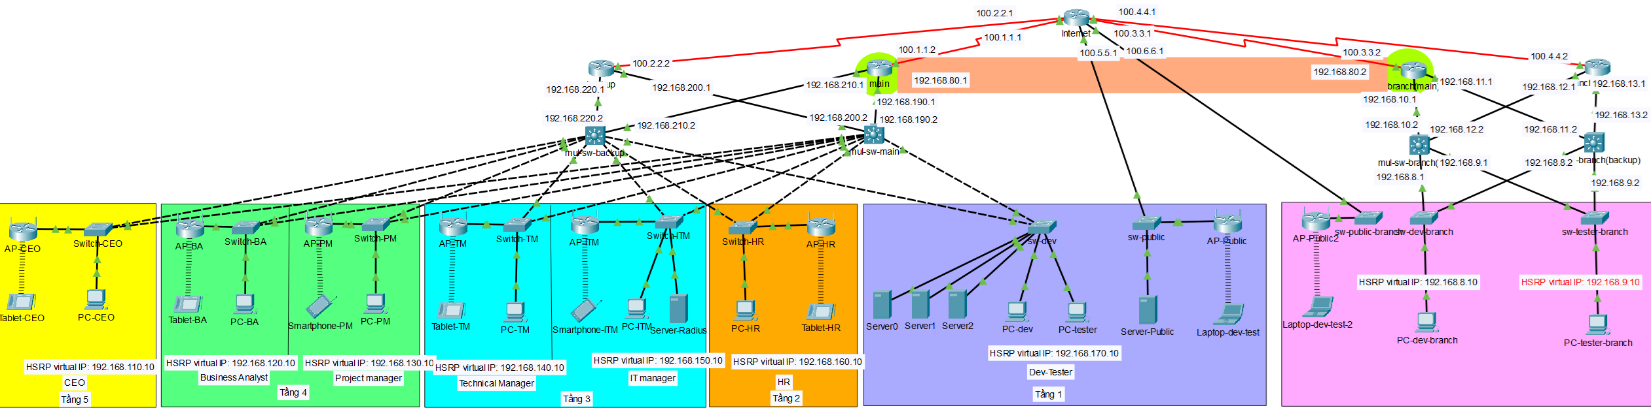 100.2.2.1
100.4.4.1
Internet
100.1.1.1
100.3.3.1
100.5.5.1
100.6.6.1
100.1.1.2
100.3.3.2
100.2.2.2
100.4.4.2
192.168.220.1
192.168.200.1
192.168.210.1
main
192.168.80.1
192.168.80.2
branch(main)
192.168.11.1
192.168.12.1
192.168.13.1
192.168.190.1
192.168.10.1
192.168.220.2
192.168.210.2
192.168.200.2
192.168.190.2
192.168.10.2
192.168.12.2
192.168.11.2
192.168.13.2
mul-sw-backup
mul-sw-main
mul-sw-branch(
192.168.9.1
192.168.8.2
-branch(backup)
192.168.8.1
192.168.9.2
AP-CEO
Switch-CEO
AP-BA
Switch-BA
AP-PM
Switch-PM
AP-TM
Switch-TM
AP-ITM
Switch-ITM
Switch-HR
AP-HR
sw-dev
sw-public
AP-Public
AP-Public2
sw-public-branch
sw-dev-branch
sw-tester-branch
Tablet-CEO
PC-CEO
Tablet-BA
PC-BA
Smartphone-PM
PC-PM
Tablet-TM
PC-TM
Smartphone-ITM
PC-ITM
Server-Radius
PC-HR
Tablet-HR
Server0
Server1
Server2
PC-dev
PC-tester
Server-Public
Laptop-dev-test
HSRP virtual IP: 192.168.8.10
HSRP virtual IP: 192.168.9.10
Laptop-dev-test-2
PC-dev-branch
PC-tester-branch
HSRP virtual IP: 192.168.110.10
CEO
Tầng 5
HSRP virtual IP: 192.168.120.10
Business Analyst
HSRP virtual IP: 192.168.130.10
Project manager
Tầng 4
HSRP virtual IP: 192.168.140.10
Technical Manager
HSRP virtual IP: 192.168.150.10
IT manager
Tầng 3
HSRP virtual IP: 192.168.160.10
HR
Tầng 2
HSRP virtual IP: 192.168.170.10
Dev-Tester
Tầng 1